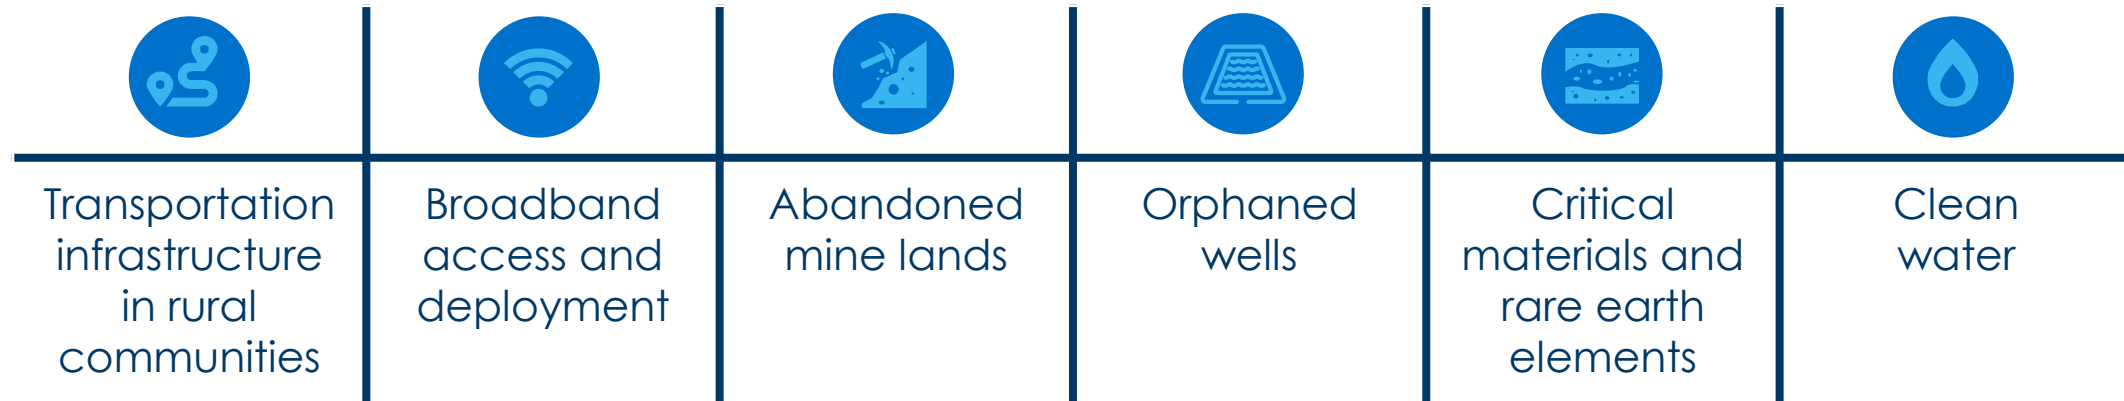 Transportation
infrastructure
in rural
communities
Broadband
access and
deployment
Abandoned
mine lands
Orphaned
wells
Critical
materials and
rare earth
elements
Clean
water